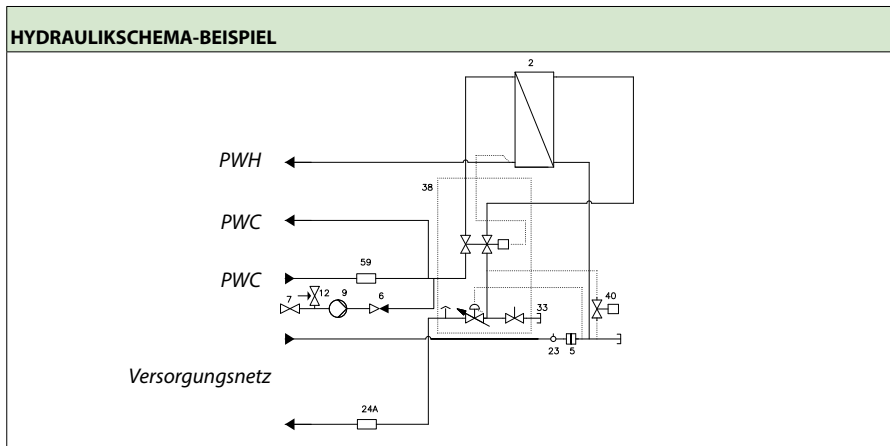 HYDRAULIKSCHEMA-BEISPIEL
2
PWH
38
PWC
59
PWC
7 12 9 6
33
40
23 5
Versorgungsnetz
24A